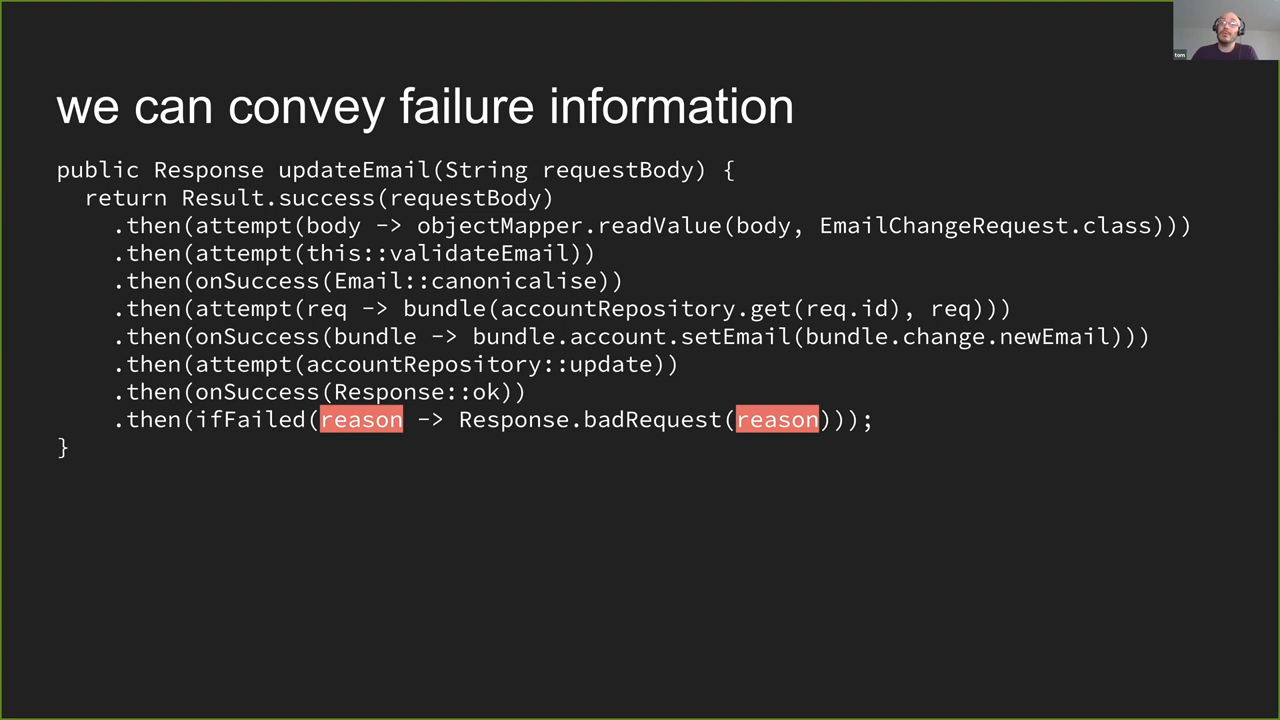 we can convey failure information
public Response updateEmail(String requestBody) {
  return Result.success(requestBody)
    .then(attempt(body -> objectMapper.readValue(body, EmailChangeRequest.class)))
    .then(attempt(this::validateEmail))
    .then(onSuccess(Email::canonicalise))
    .then(attempt(req -> bundle(accountRepository.get(req.id), req)))
    .then(onSuccess(bundle -> bundle.account.setEmail(bundle.change.newEmail)))
    .then(attempt(accountRepository::update))
    .then(onSuccess(Response::ok))
    .then(ifFailed(reason -> Response.badRequest(reason)));
}
tom